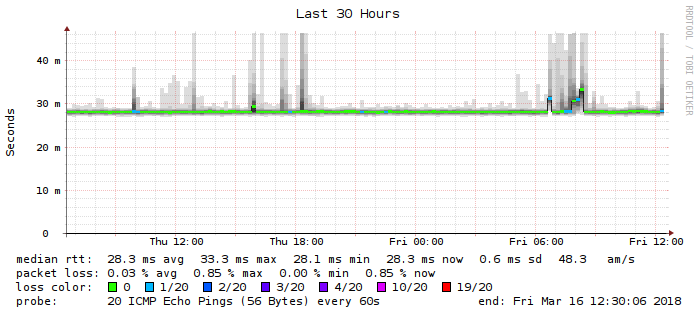 Last 30 Hours
RRDTOOL / TOBI OETIKER
Seconds
40 m
30 m
20 m
10 m
0
Thu 12:00 Thu 18:00 Fri 00:00 Fri 06:00 Fri 12:00
median rtt: 28.3 ms avg 33.3 ms max 28.1 ms min 28.3 ms now 0.6 ms sd 48.3 am/s
packet loss: 0.03 % avg 0.85 % max 0.00 % min 0.85 % now
loss color: 0 1/20 2/20 3/20 4/20 10/20 19/20
probe: 20 ICMP Echo Pings (56 Bytes) every 60s end: Fri Mar 16 12:30:06 2018